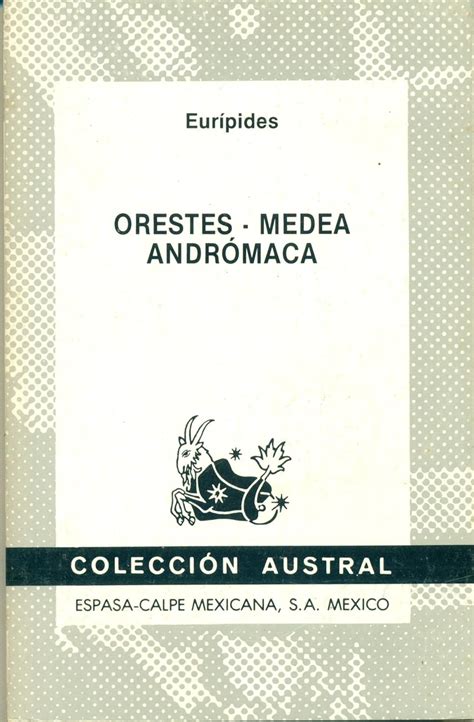 Eurípides
ORESTES - MEDEA
ANDRÓMACA
COLECCIÓN AUSTRAL
ESPASA-CALPE MEXICANA, S.A. MEXICO